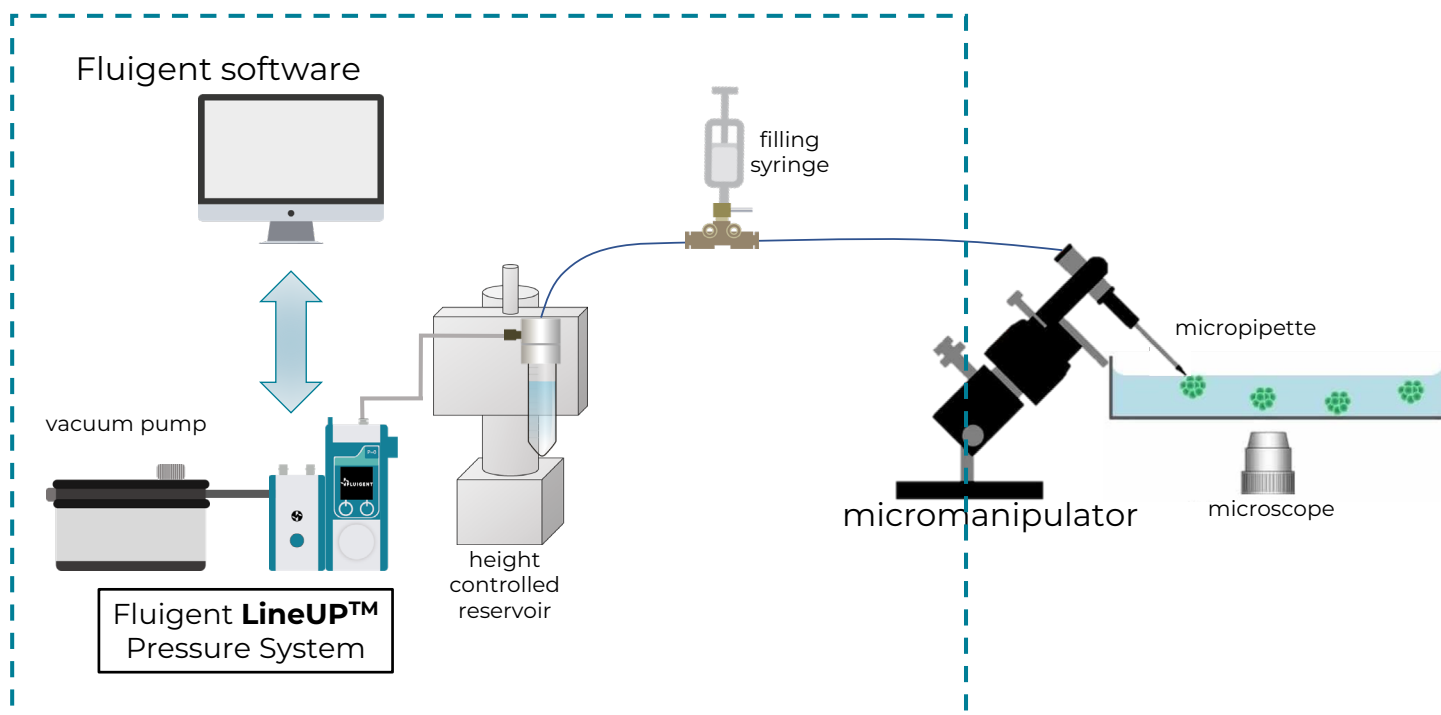 Fluigent software
filling
syringe
micropipette
vacuum pump
FLUIGENT
microscope
micromanipulator
height
controlled
reservoir
Fluigent LineUP™
Pressure System